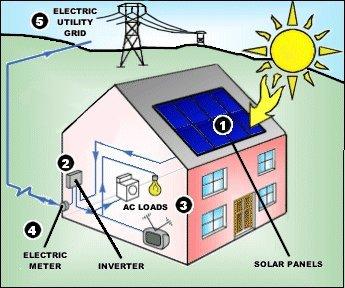 5 ELECTRIC
UTILITY
GRID
1
2
AC LOADS
3
4
ELECTRIC
METER
INVERTER
SOLAR PANELS